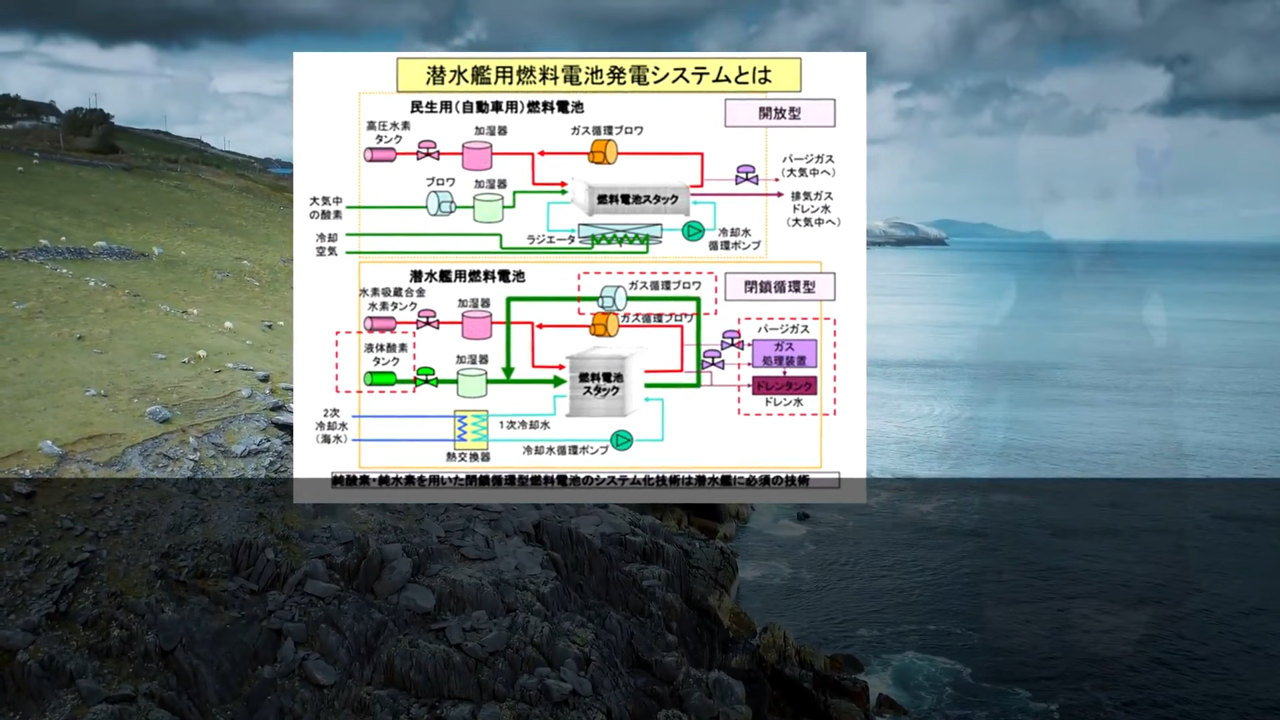 潜水艦用燃料電池発電システムとは
民生用(自動車用)燃料電池
開放型
高圧水素
タンク
加湿器
ガス循環ブロワ
パージガス
(大気中へ)
ブロワ
加湿器
大気中
の酸素
燃料電池スタック
排気ガス
ドレン水
(大気中へ)
冷却
空気
ラジエータ
冷却水
循環ポンプ
潜水艦用燃料電池
閉鎖循環型
水素吸蔵合金
水素タンク
加湿器
ガス循環ブロワ
ガス循環ブロワ
パージガス
ガス
処理装置
液体酸素
タンク
加湿器
燃料電池
スタック
ドレンタンク
ドレン水
2次
冷却水
(海水)
1次冷却水
冷却水循環ポンプ
熱交換器
純酸素・純水素を用いた閉鎖循環型燃料電池のシステム化技術は潜水艦に必須の技術